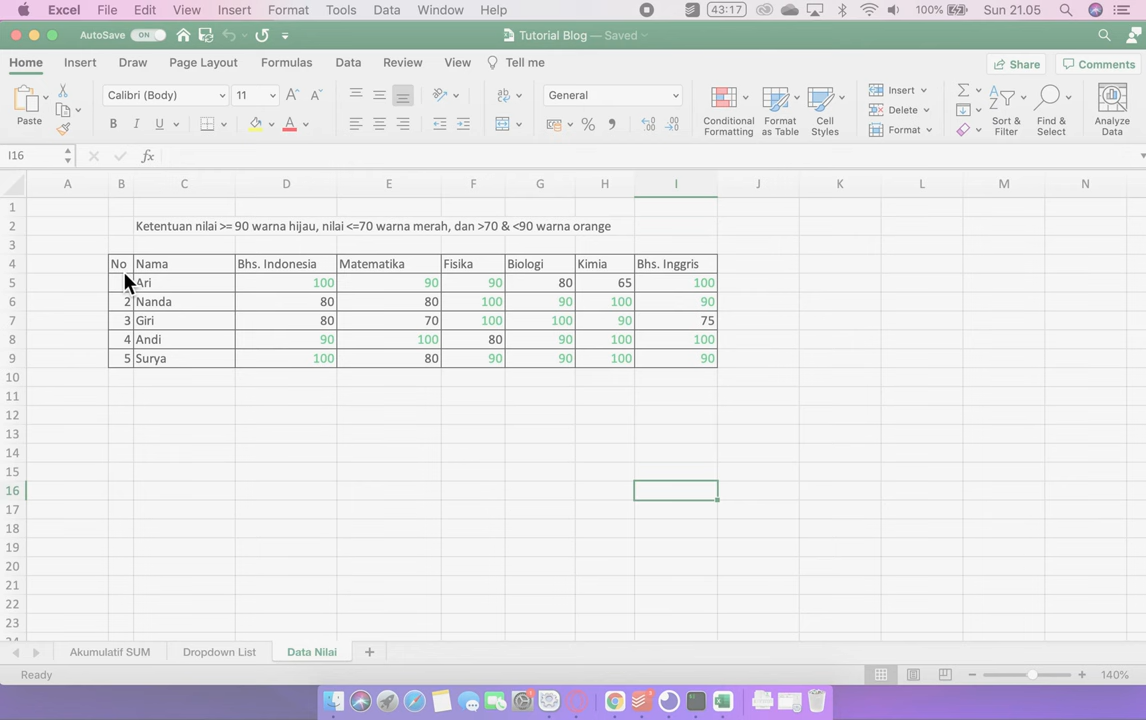 Excel File Edit View Insert Format Tools Data Window Help 43:17 100% Sun 21.05
AutoSave ON Tutorial Blog — Saved
Home Insert Draw Page Layout Formulas Data Review View Tell me Share Comments
Paste Calibri (Body) 11 General Conditional Formatting Format as Table Cell Styles Insert Delete Format Sort & Filter Find & Select Analyze Data
I16 fx
A B C D E F G H I J K L M N
1
2 Ketentuan nilai >= 90 warna hijau, nilai <=70 warna merah, dan >70 & <90 warna orange
3
4 No Nama Bhs. Indonesia Matematika Fisika Biologi Kimia Bhs. Inggris
5 Ari 100 90 90 80 65 100
6 2 Nanda 80 80 100 90 100 90
7 3 Giri 80 70 100 100 90 75
8 4 Andi 90 100 80 90 100 100
9 5 Surya 100 80 90 90 100 90
10
11
12
13
14
15
16
17
18
19
20
21
22
23
Akumulatif SUM Dropdown List Data Nilai +
Ready 140%